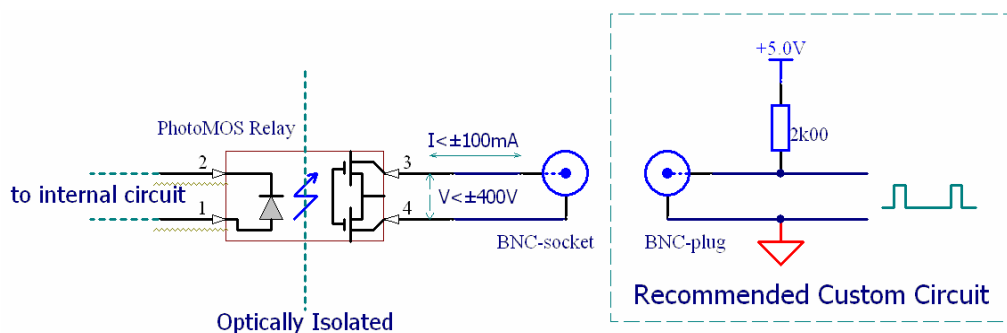 PhotoMOS Relay
2
1
to internal circuit
3
4
I<±100mA
V<±400V
BNC-socket
Optically Isolated
+5.0V
2k00
BNC-plug
Recommended Custom Circuit